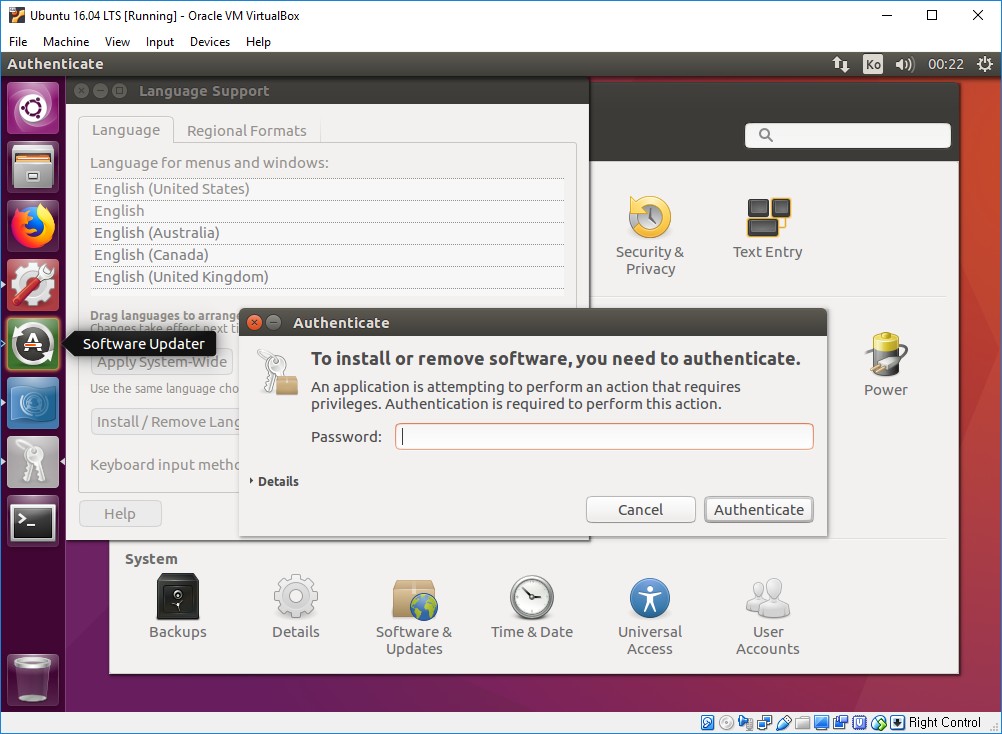 Ubuntu 16.04 LTS [Running] - Oracle VM VirtualBox
File Machine View Input Devices Help
Authenticate
Ko
00:22
Language Support
Language
Regional Formats
Language for menus and windows:
English (United States)
English
English (Australia)
English (Canada)
English (United Kingdom)
Security & Privacy
Text Entry
Drag languages to arrange
Changes take effect next ti
Software Updater
Apply System-Wide
Use the same language cho
Install / Remove Lang
Keyboard input metho
Help
Authenticate
To install or remove software, you need to authenticate.
An application is attempting to perform an action that requires
privileges. Authentication is required to perform this action.
Password:
Details
Cancel
Authenticate
Power
System
Backups
Details
Software &
Updates
Time & Date
Universal
Access
User
Accounts
Right Control